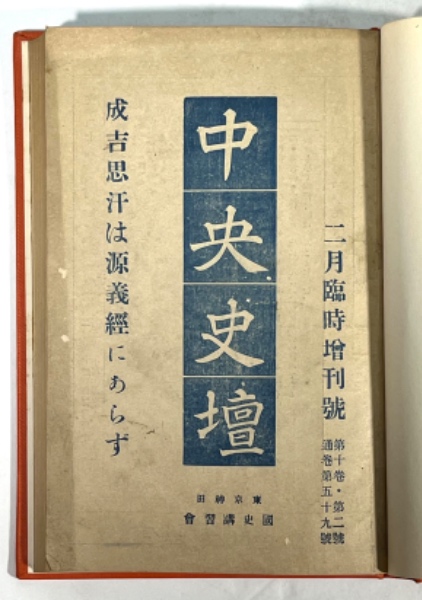 二月臨時增刊號
第十卷・第二號
通卷第五十九號
中央史壇
東京神田
國史講習會
成吉思汗は源義經にあらず